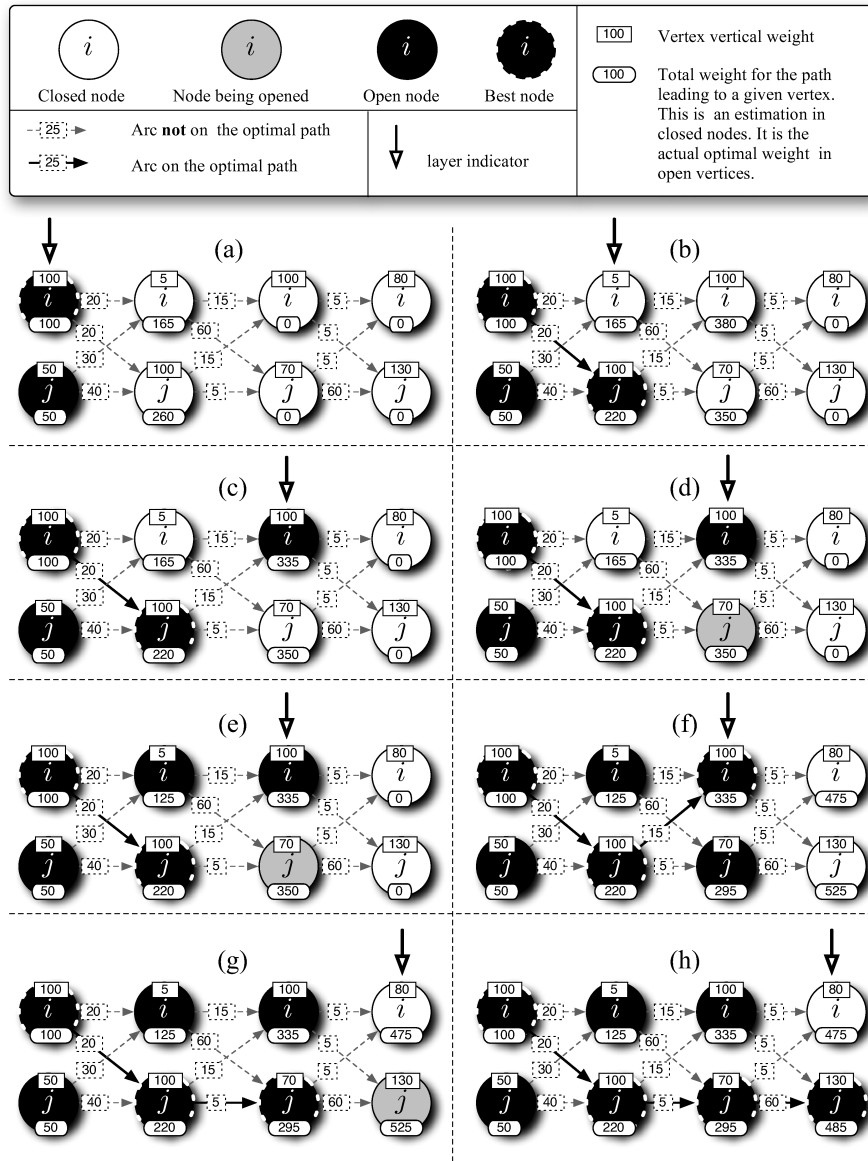 i i i i
Closed node Node being opened Open node Best node
25 Arc not on the optimal path
25 Arc on the optimal path
layer indicator
100 Vertex vertical weight
100 Total weight for the path
leading to a given vertex.
This is an estimation in
closed nodes. It is the
actual optimal weight in
open vertices.
(a)
100 5 100 80
i 20 i 15 i 5 i
100 165 0 0
20 60 5
30 15 5
50 100 70 130
j 40 j 5 j 60 j
50 260 0 0
(b)
100 5 100 80
i 20 i 15 i 5 i
100 165 380 0
20 60 5
30 15 5
50 100 70 130
j 40 j 5 j 60 j
50 220 350 0
(c)
100 5 100 80
i 20 i 15 i 5 i
100 165 335 0
20 60 5
30 15 5
50 100 70 130
j 40 j 5 j 60 j
50 220 350 0
(d)
100 5 100 80
i 20 i 15 i 5 i
100 165 335 0
20 60 5
30 15 5
50 100 70 130
j 40 j 5 j 60 j
50 220 350 0
(e)
100 5 100 80
i 20 i 15 i 5 i
100 125 335 0
20 60 5
30 15 5
50 100 70 130
j 40 j 5 j 60 j
50 220 350 0
(f)
100 5 100 80
i 20 i 15 i 5 i
100 125 335 475
20 60 5
30 15 5
50 100 70 130
j 40 j 5 j 60 j
50 220 295 525
(g)
100 5 100 80
i 20 i 15 i 5 i
100 125 335 475
20 60 5
30 15 5
50 100 70 130
j 40 j 5 j 60 j
50 220 295 525
(h)
100 5 100 80
i 20 i 15 i 5 i
100 125 335 475
20 60 5
30 15 5
50 100 70 130
j 40 j 5 j 60 j
50 220 295 485